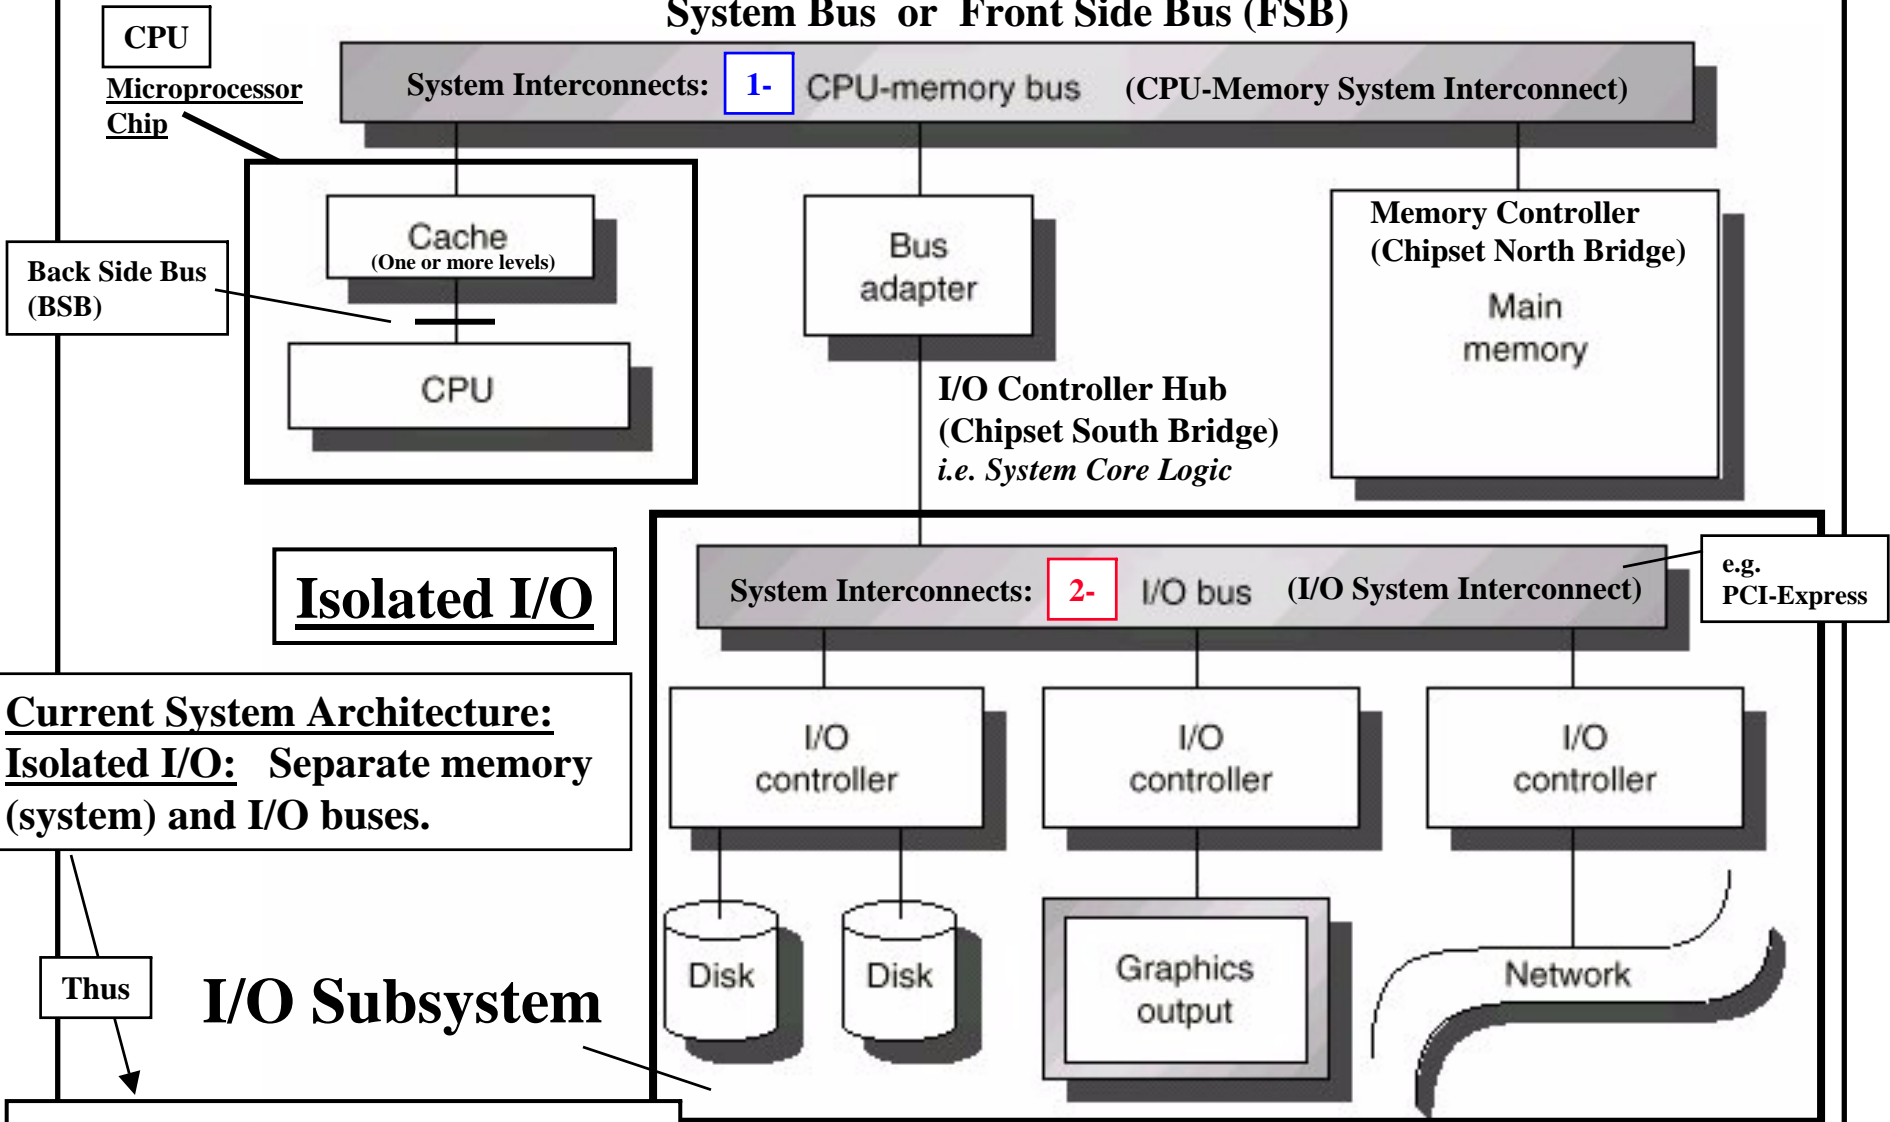 System Bus or Front Side Bus (FSB)
CPU
Microprocessor
Chip
System Interconnects: 1- CPU-memory bus (CPU-Memory System Interconnect)
Cache
(One or more levels)
Back Side Bus
(BSB)
CPU
Bus
adapter
Memory Controller
(Chipset North Bridge)
Main
memory
I/O Controller Hub
(Chipset South Bridge)
i.e. System Core Logic
Isolated I/O
System Interconnects: 2- I/O bus (I/O System Interconnect)
e.g.
PCI-Express
Current System Architecture:
Isolated I/O: Separate memory
(system) and I/O buses.
I/O
controller
I/O
controller
I/O
controller
Thus
I/O Subsystem
Disk
Disk
Graphics
output
Network